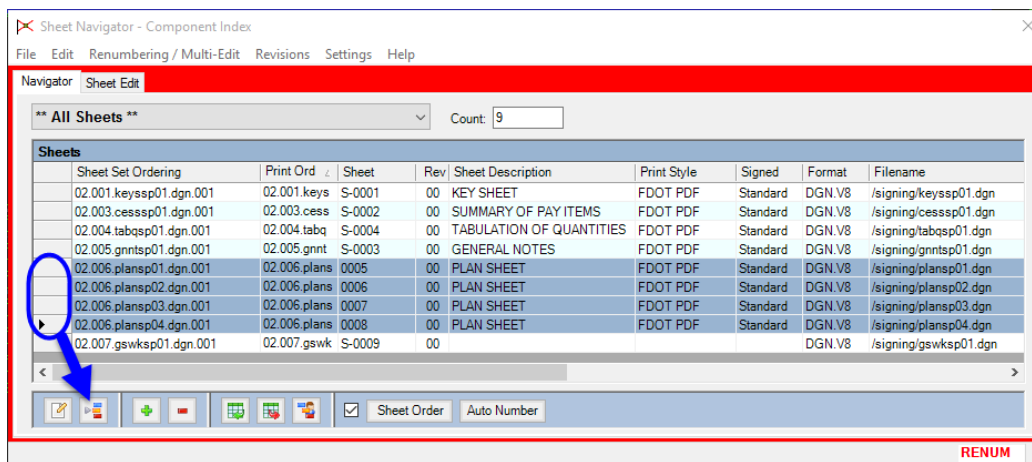 Sheet Navigator - Component Index
File Edit Renumbering / Multi-Edit Revisions Settings Help
Navigator Sheet Edit
** All Sheets ** Count: 9
Sheets
Sheet Set Ordering Print Ord Sheet Rev Sheet Description Print Style Signed Format Filename
02.001.keyssp01.dgn.001 02.001.keys S-0001 00 KEY SHEET FDOT PDF Standard DGN.V8 /signing/keyssp01.dgn
02.003.cesssp01.dgn.001 02.003.cess S-0002 00 SUMMARY OF PAY ITEMS FDOT PDF Standard DGN.V8 /signing/cesssp01.dgn
02.004.tabqsp01.dgn.001 02.004.tabq S-0004 00 TABULATION OF QUANTITIES FDOT PDF Standard DGN.V8 /signing/tabqsp01.dgn
02.005.gnntsp01.dgn.001 02.005.gnnt S-0003 00 GENERAL NOTES FDOT PDF Standard DGN.V8 /signing/gnntsp01.dgn
02.006.plansp01.dgn.001 02.006.plans 0005 00 PLAN SHEET FDOT PDF Standard DGN.V8 /signing/plansp01.dgn
02.006.plansp02.dgn.001 02.006.plans 0006 00 PLAN SHEET FDOT PDF Standard DGN.V8 /signing/plansp02.dgn
02.006.plansp03.dgn.001 02.006.plans 0007 00 PLAN SHEET FDOT PDF Standard DGN.V8 /signing/plansp03.dgn
02.006.plansp04.dgn.001 02.006.plans 0008 00 PLAN SHEET FDOT PDF Standard DGN.V8 /signing/plansp04.dgn
02.007.gswksp01.dgn.001 02.007.gswk S-0009 00 DGN.V8 /signing/gswksp01.dgn
Sheet Order Auto Number
RENUM